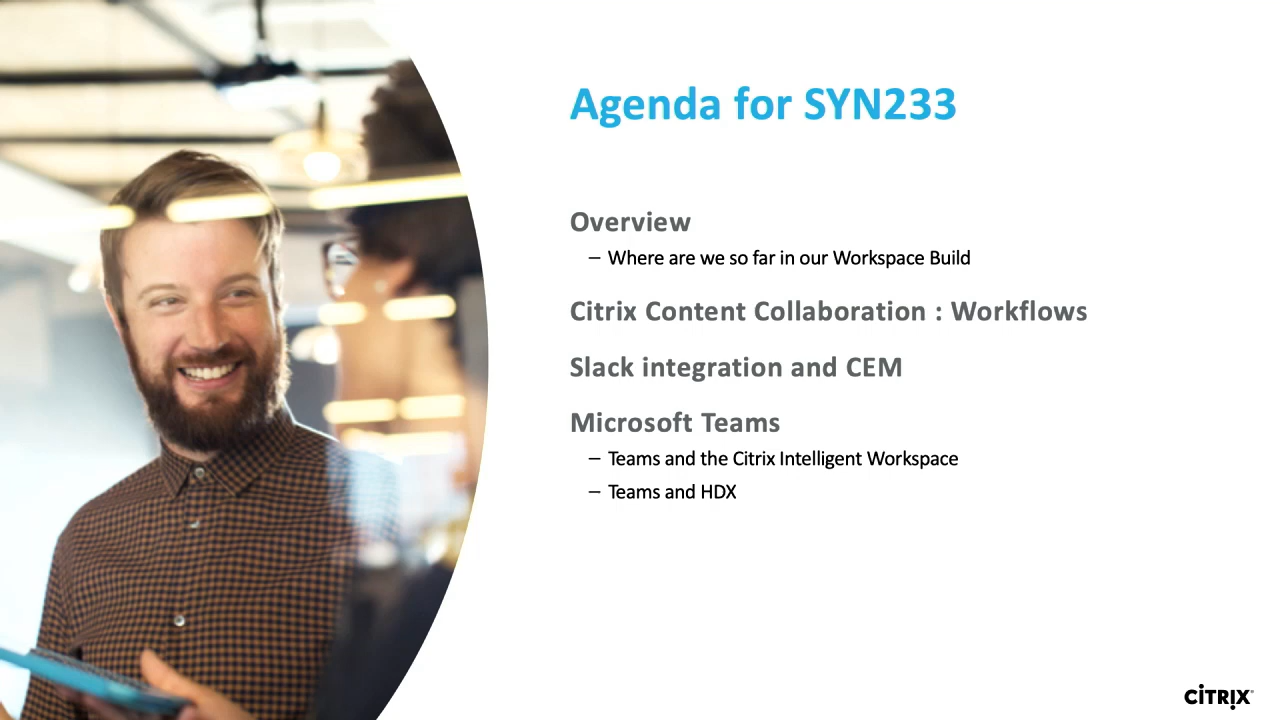 Agenda for SYN233
Overview
– Where are we so far in our Workspace Build
Citrix Content Collaboration : Workflows
Slack integration and CEM
Microsoft Teams
– Teams and the Citrix Intelligent Workspace
– Teams and HDX
CITRIX